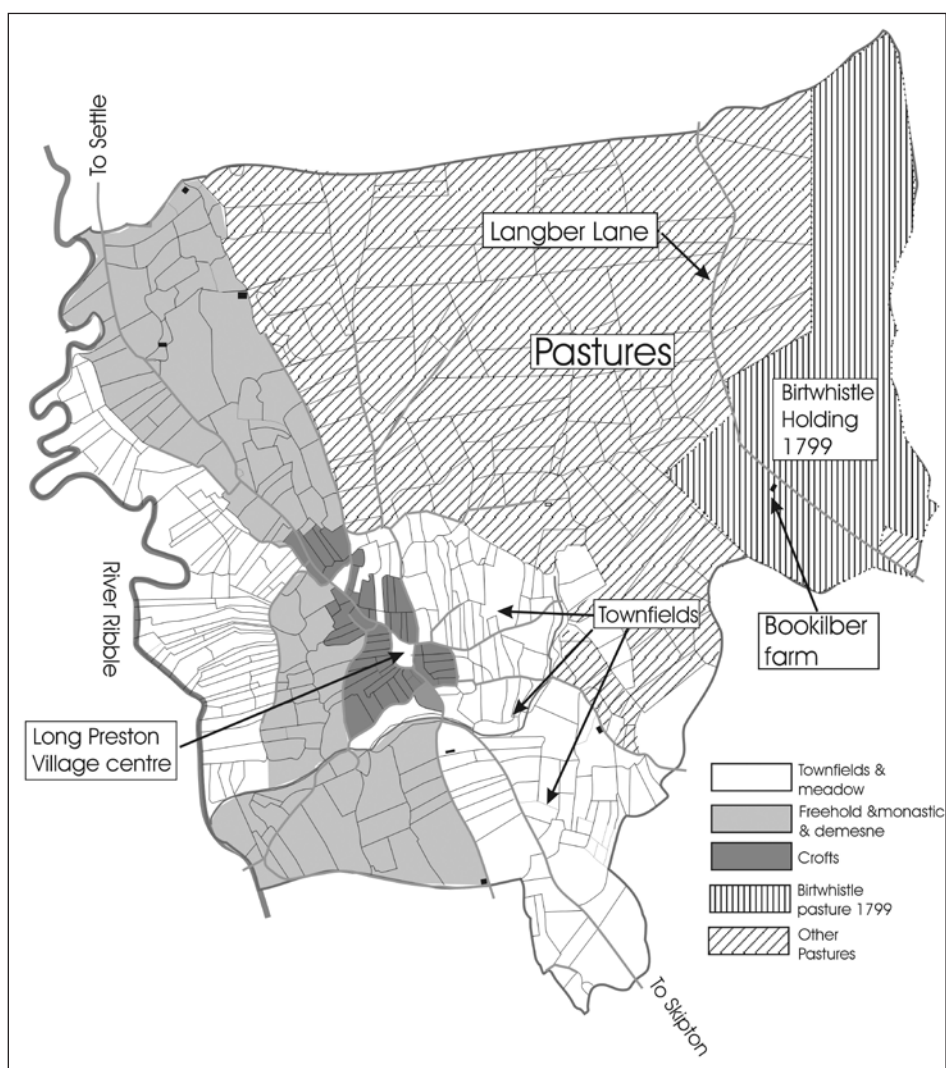 To Settle
Langber Lane
Pastures
Birtwhistle
Holding
1799
River Ribble
Townfields
Bookilber
farm
Long Preston
Village centre
Townfields &
meadow
Freehold &monastic
& demesne
Crofts
Birtwhistle
pasture 1799
Other
Pastures
To Skipton